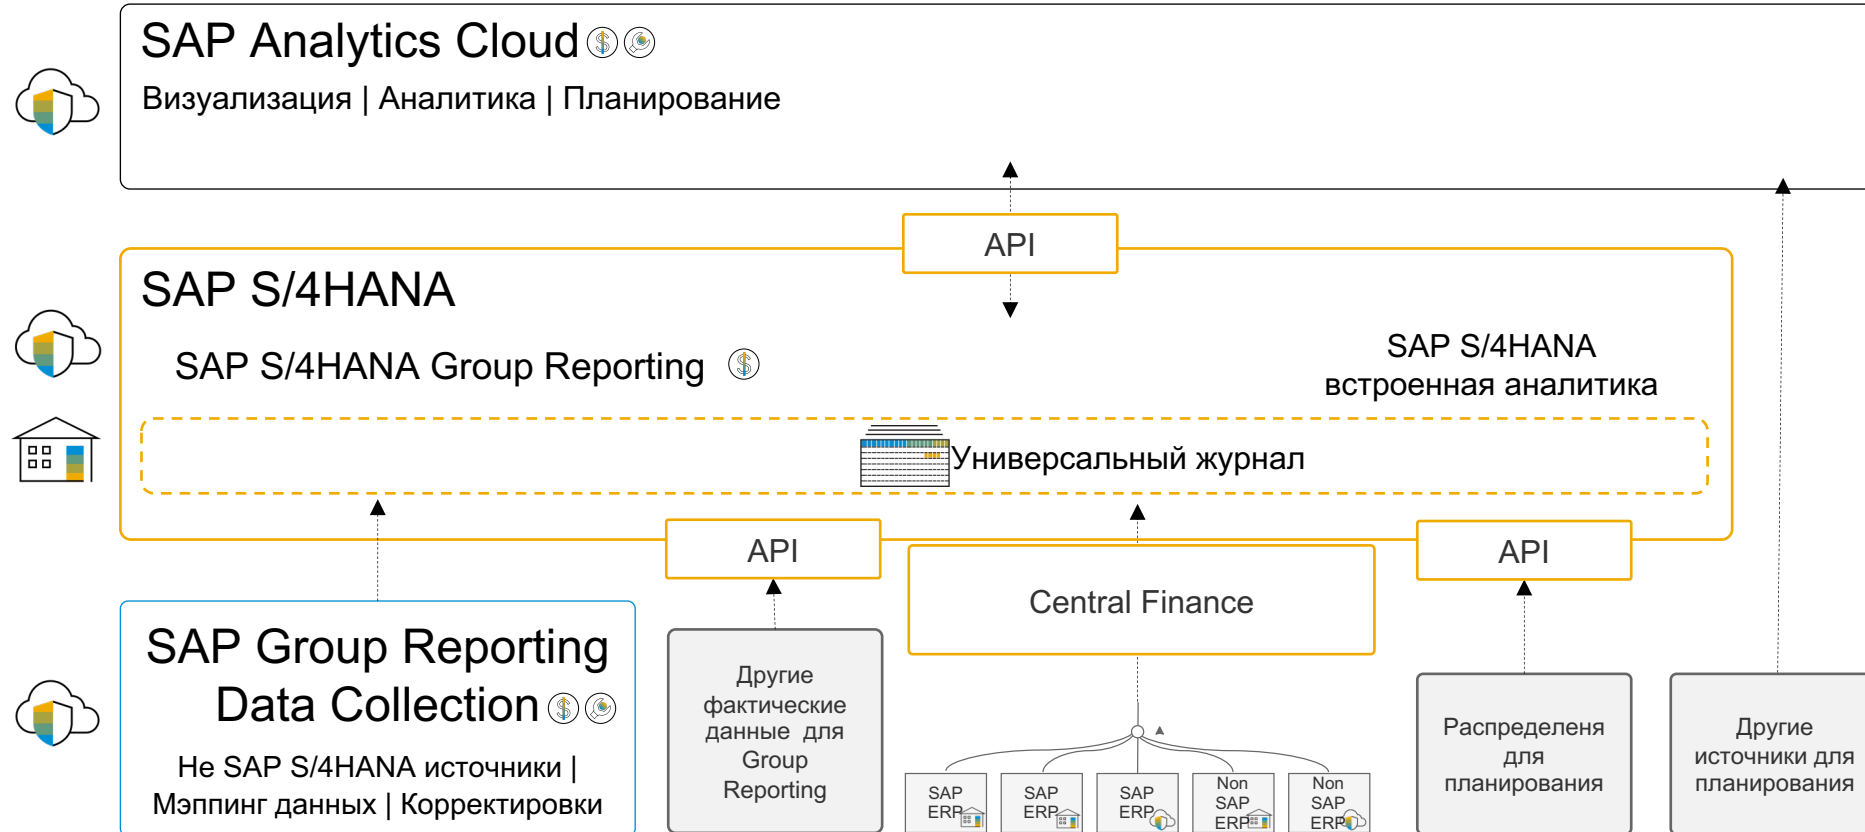 SAP Analytics Cloud
Визуализация | Аналитика | Планирование
API
SAP S/4HANA
SAP S/4HANA Group Reporting
SAP S/4HANA
встроенная аналитика
Универсальный журнал
API
Central Finance
API
SAP Group Reporting
Data Collection
Не SAP S/4HANA источники |
Мэппинг данных | Корректировки
Другие
фактические
данные для
Group
Reporting
SAP
ERP
SAP
ERP
SAP
ERP
Non
SAP
ERP
Non
SAP
ERP
Распределеня
для
планирования
Другие
источники для
планирования